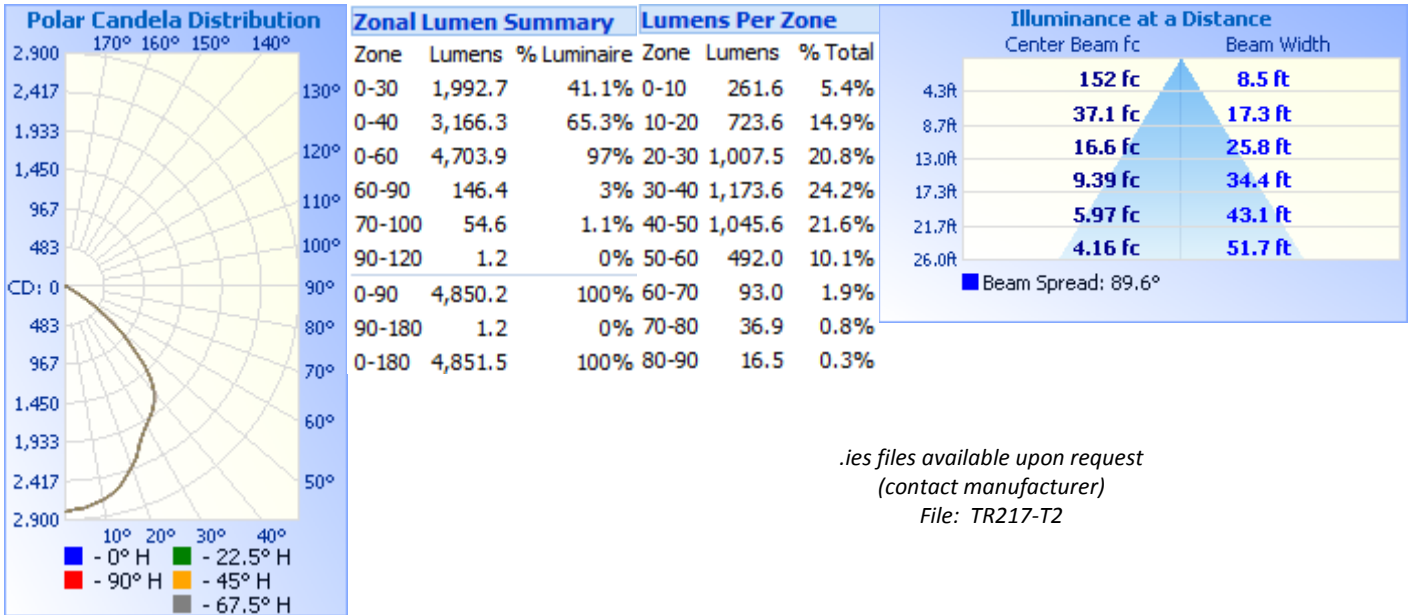 Polar Candela Distribution
170° 160° 150° 140°
2,900
2,417
1,933
1,450
967
483
CD: 0
483
967
1,450
1,933
2,417
2,900
130°
120°
110°
100°
90°
80°
70°
60°
50°
10° 20° 30° 40°
- 0° H - 22.5° H
- 90° H - 45° H
- 67.5° H
Zonal Lumen Summary
Zone Lumens % Luminaire
0-30 1,992.7 41.1%
0-40 3,166.3 65.3%
0-60 4,703.9 97%
60-90 146.4 3%
70-100 54.6 1.1%
90-120 1.2 0%
0-90 4,850.2 100%
90-180 1.2 0%
0-180 4,851.5 100%
Lumens Per Zone
Zone Lumens % Total
0-10 261.6 5.4%
10-20 723.6 14.9%
20-30 1,007.5 20.8%
30-40 1,173.6 24.2%
40-50 1,045.6 21.6%
50-60 492.0 10.1%
60-70 93.0 1.9%
70-80 36.9 0.8%
80-90 16.5 0.3%
Illuminance at a Distance
Center Beam fc Beam Width
4.3ft 152 fc 8.5 ft
8.7ft 37.1 fc 17.3 ft
13.0ft 16.6 fc 25.8 ft
17.3ft 9.39 fc 34.4 ft
21.7ft 5.97 fc 43.1 ft
26.0ft 4.16 fc 51.7 ft
Beam Spread: 89.6°
.ies files available upon request
(contact manufacturer)
File: TR217-T2